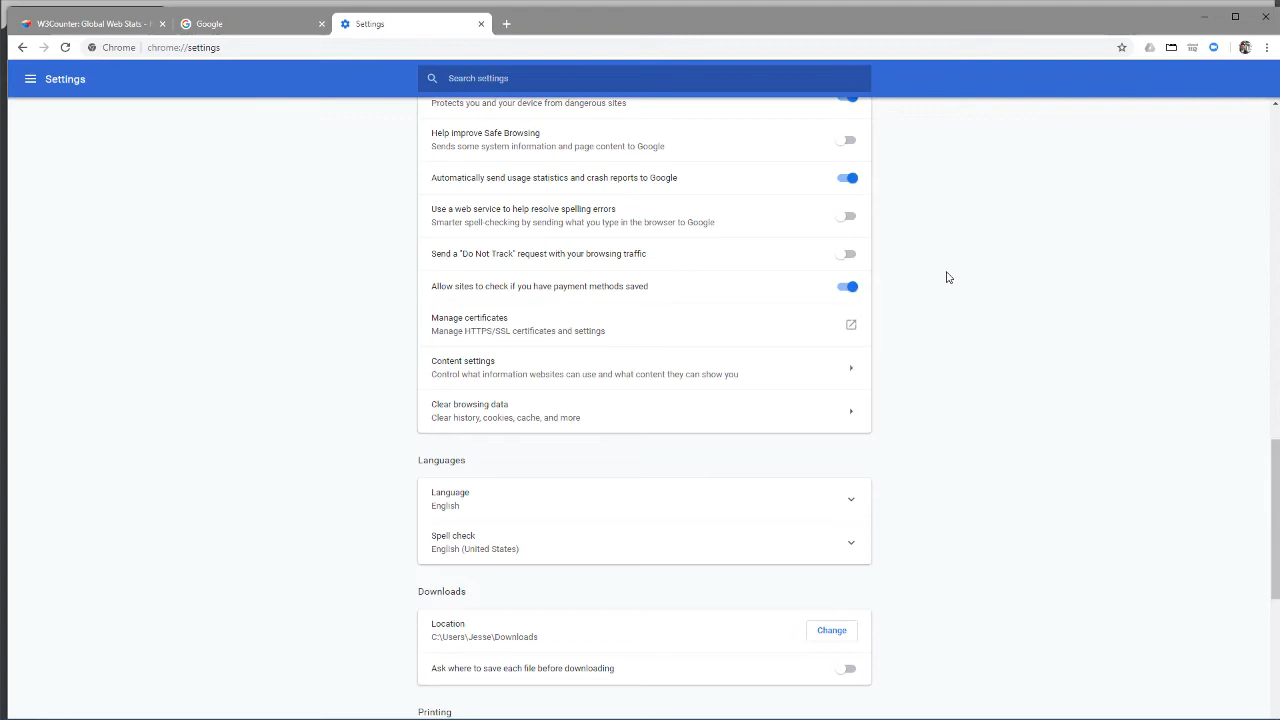 W3Counter: Global Web Stats -
Google
Settings
Chrome
chrome://settings
Settings
Search settings
Protects you and your device from dangerous sites
Help improve Safe Browsing
Sends some system information and page content to Google
Automatically send usage statistics and crash reports to Google
Use a web service to help resolve spelling errors
Smarter spell-checking by sending what you type in the browser to Google
Send a "Do Not Track" request with your browsing traffic
Allow sites to check if you have payment methods saved
Manage certificates
Manage HTTPS/SSL certificates and settings
Content settings
Control what information websites can use and what content they can show you
Clear browsing data
Clear history, cookies, cache, and more
Languages
Language
English
Spell check
English (United States)
Downloads
Location
C:\Users\Jesse\Downloads
Change
Ask where to save each file before downloading
Printing